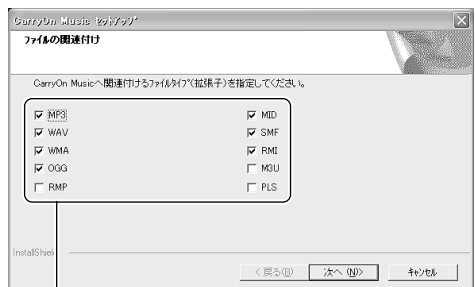 CarryOn Music ｾｯﾄｱｯﾌﾟ
ﾌｧｲﾙの関連付け
CarryOn Musicへ関連付けるﾌｧｲﾙﾀｲﾌﾟ(拡張子)を指定してください。
MP3
WAV
WMA
OGG
RMP
MID
SMF
RMI
M3U
PLS
InstallShield
< 戻る(B)
次へ (N)>
ｷｬﾝｾﾙ